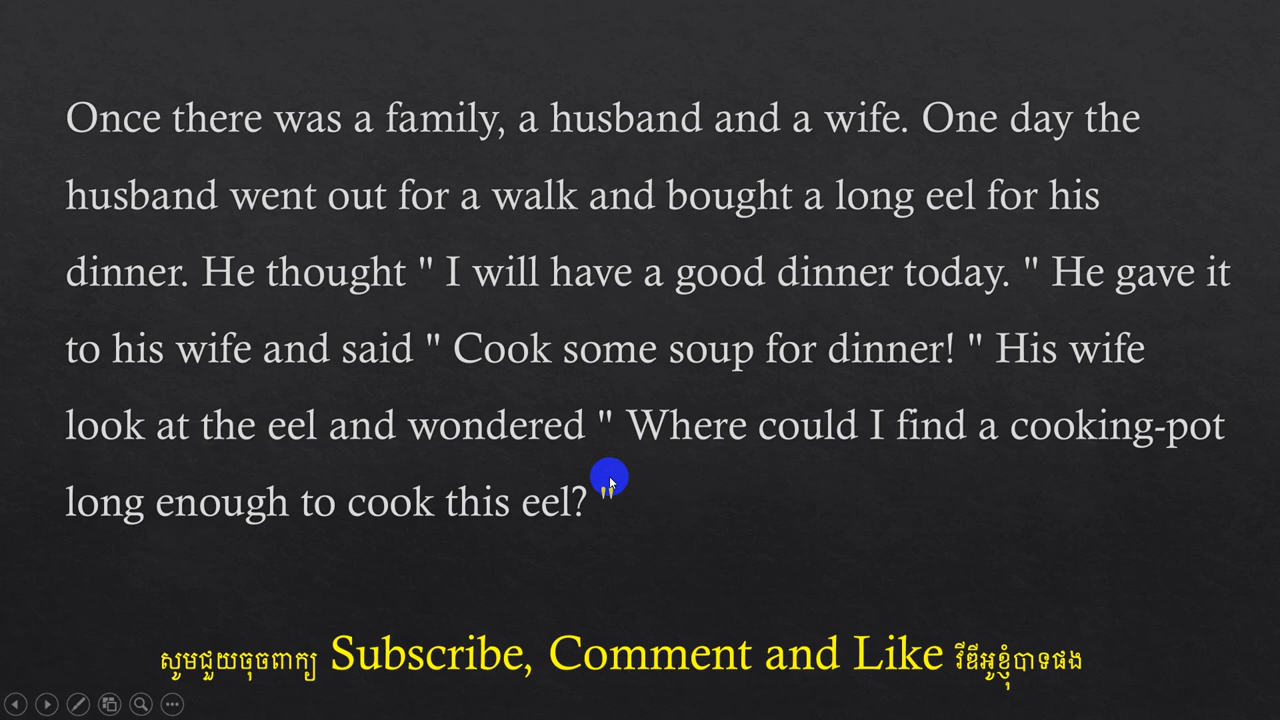 Once there was a family, a husband and a wife. One day the
husband went out for a walk and bought a long eel for his
dinner. He thought " I will have a good dinner today. " He gave it
to his wife and said " Cook some soup for dinner! " His wife
look at the eel and wondered " Where could I find a cooking-pot
long enough to cook this eel? "
សូមជួយចុចពាក្យ Subscribe, Comment and Like វីឌីអូខ្ញុំបាទផង